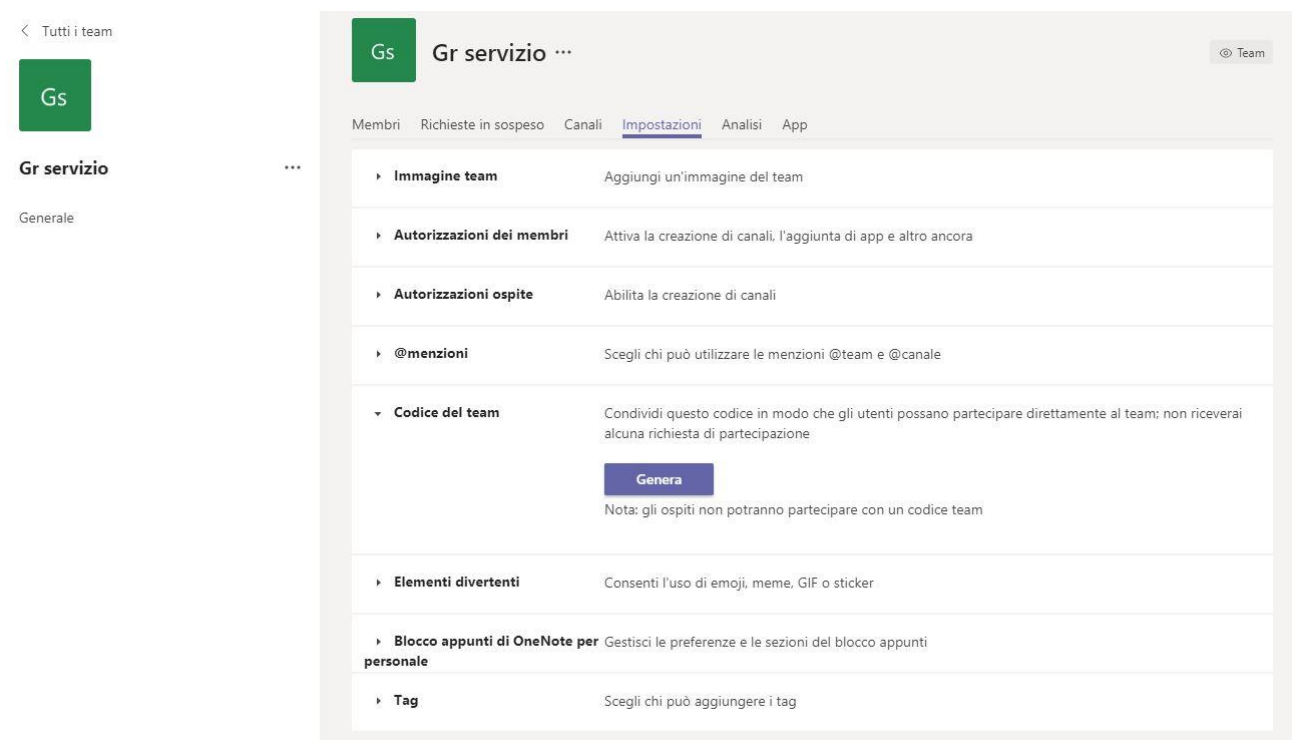 Tutti i team
Gs
Gr servizio ...
Generale
Gs
Gr servizio ...
Team
Membri Richieste in sospeso Canali Impostazioni Analisi App
Immagine team Aggiungi un'immagine del team
Autorizzazioni dei membri Attiva la creazione di canali, l'aggiunta di app e altro ancora
Autorizzazioni ospite Abilita la creazione di canali
@menzioni Scegli chi può utilizzare le menzioni @team e @canale
Codice del team Condividi questo codice in modo che gli utenti possano partecipare direttamente al team; non riceverai
alcuna richiesta di partecipazione
Genera
Nota: gli ospiti non potranno partecipare con un codice team
Elementi divertenti Consenti l'uso di emoji, meme, GIF o sticker
Blocco appunti di OneNote per Gestisci le preferenze e le sezioni del blocco appunti
personale
Tag Scegli chi può aggiungere i tag